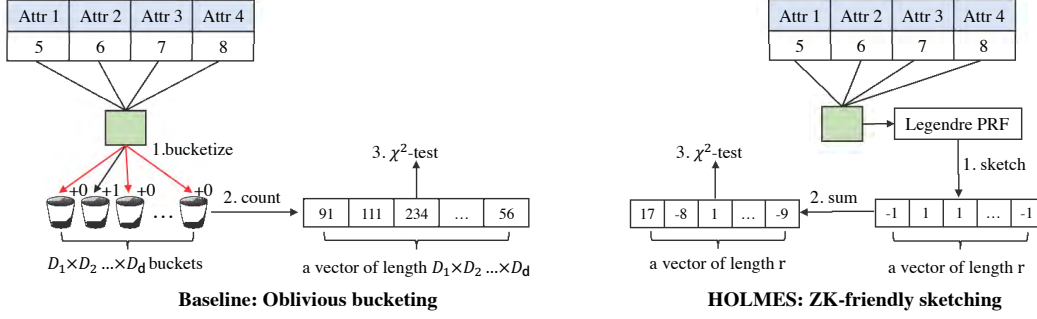 Attr 1 Attr 2 Attr 3 Attr 4
5 6 7 8
1.bucketize
+0 +1 +0 +0
...
2. count
3. χ²-test
91 111 234 ... 56
D₁×D₂ ...×D_d buckets
a vector of length D₁×D₂ ...×D_d
Baseline: Oblivious bucketing
Attr 1 Attr 2 Attr 3 Attr 4
5 6 7 8
Legendre PRF
1. sketch
-1 1 1 ... -1
a vector of length r
2. sum
3. χ²-test
17 -8 1 ... -9
a vector of length r
HOLMES: ZK-friendly sketching